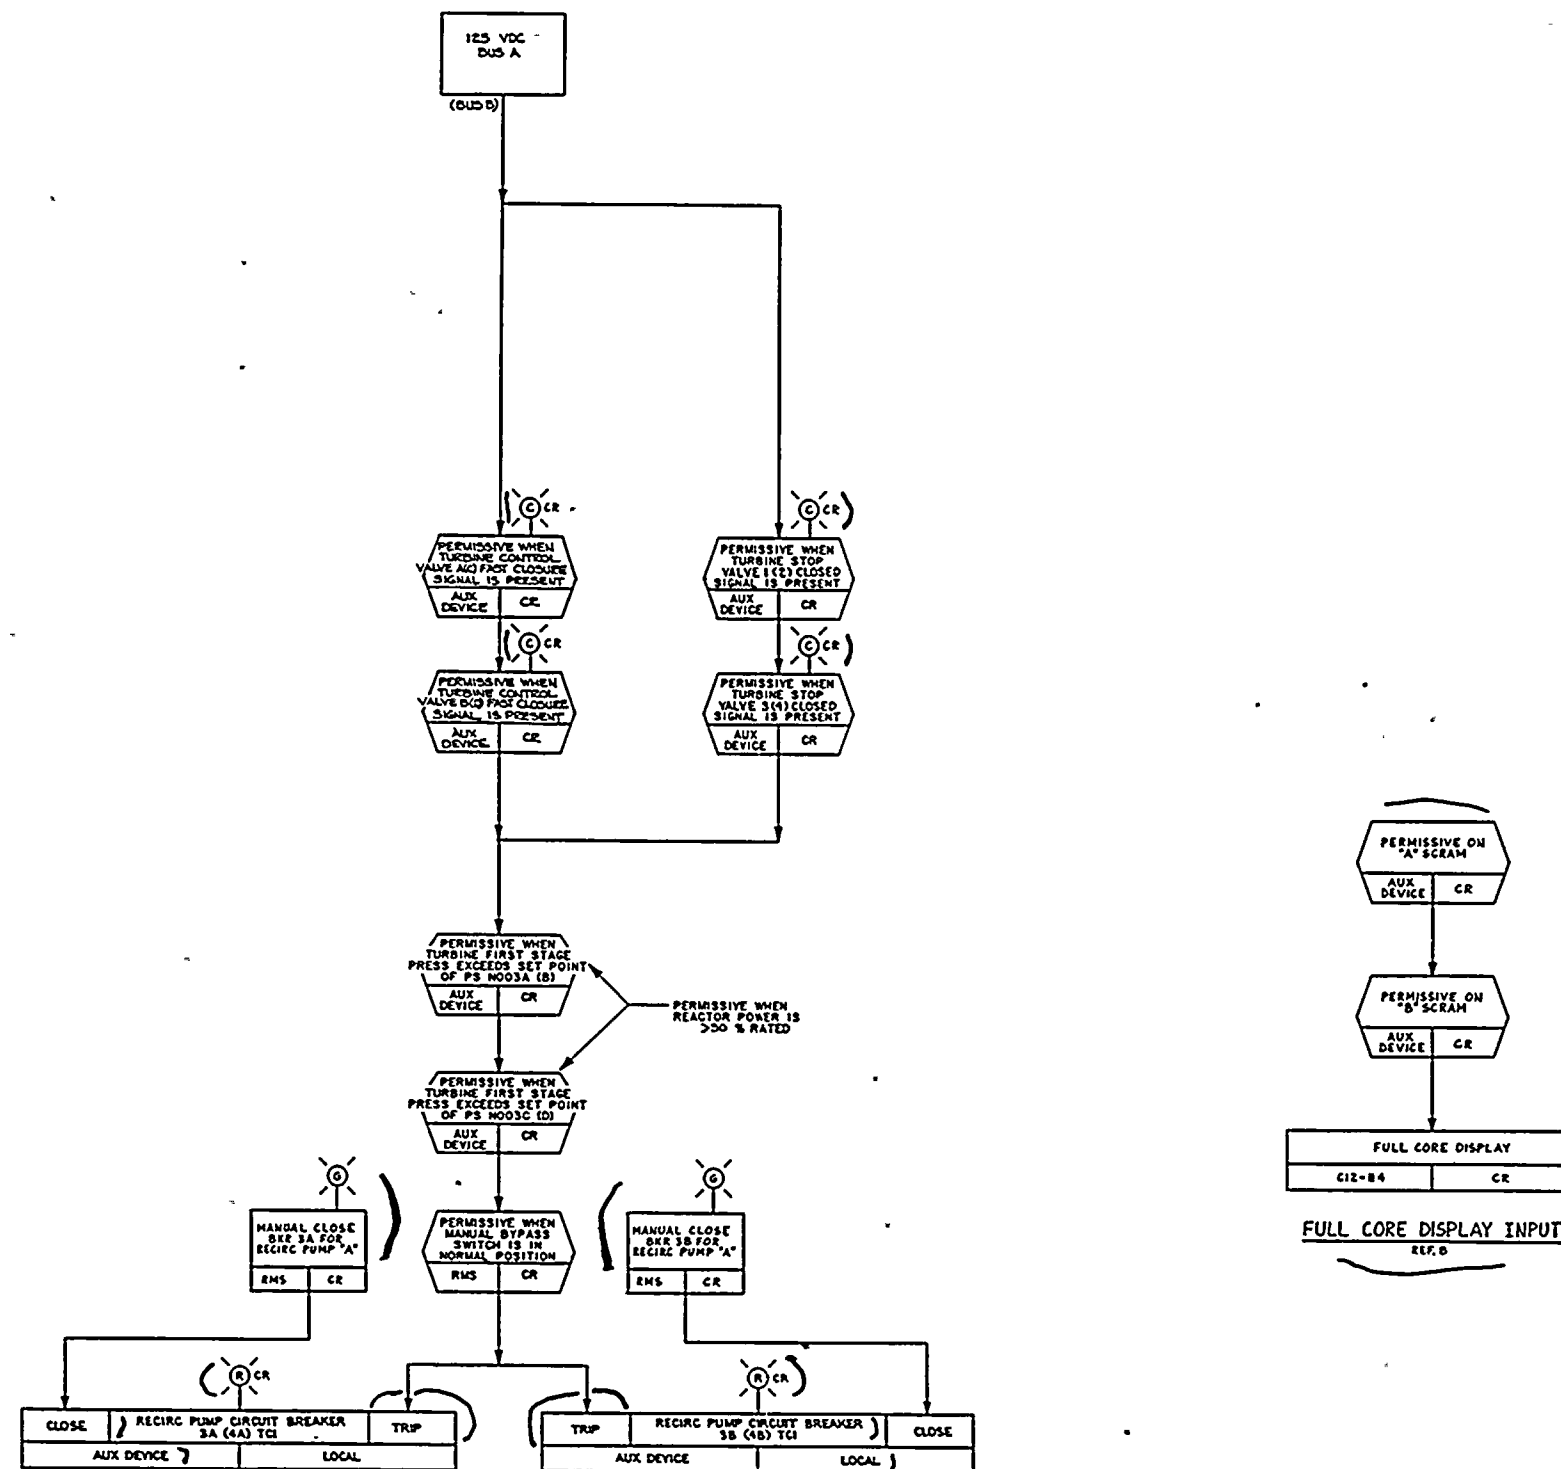 125 VDC
BUS A
(BUS B)
C CR
PERMISSIVE WHEN
TURBINE CONTROL
VALVE A(C) FAST CLOSURE
SIGNAL IS PRESENT
AUX
DEVICE
CR
C CR
PERMISSIVE WHEN
TURBINE STOP
VALVE 1(2) CLOSED
SIGNAL IS PRESENT
AUX
DEVICE
CR
C CR
PERMISSIVE WHEN
TURBINE CONTROL
FAST CLOSURE
SIGNAL IS PRESENT
AUX
DEVICE
CR
C CR
PERMISSIVE WHEN
TURBINE STOP
VALVE 3(4) CLOSED
SIGNAL IS PRESENT
AUX
DEVICE
CR
PERMISSIVE ON
"A" SCRAM
AUX
DEVICE
CR
PERMISSIVE WHEN
TURBINE FIRST STAGE
PRESS EXCEEDS SET POINT
OF PS N003A (B)
AUX
DEVICE
CR
PERMISSIVE WHEN
REACTOR POWER IS
>30 % RATED
PERMISSIVE ON
"B" SCRAM
AUX
DEVICE
CR
PERMISSIVE WHEN
TURBINE FIRST STAGE
PRESS EXCEEDS SET POINT
OF PS N003C (D)
AUX
DEVICE
CR
FULL CORE DISPLAY
CR
FULL CORE DISPLAY INPUT
REF. 8
G
MANUAL CLOSE
BKR 3A FOR
RECIRC PUMP "A"
RMS
CR
PERMISSIVE WHEN
MANUAL BYPASS
SWITCH IS IN
NORMAL POSITION
RMS
CR
G
MANUAL CLOSE
BKR 3B FOR
RECIRC PUMP "A"
RMS
CR
R CR
CLOSE
RECIRC PUMP CIRCUIT BREAKER
3A (4A) TC1
TRIP
AUX DEVICE
LOCAL
R CR
TRIP
RECIRC PUMP CIRCUIT BREAKER
3B (4B) TC1
CLOSE
AUX DEVICE
LOCAL